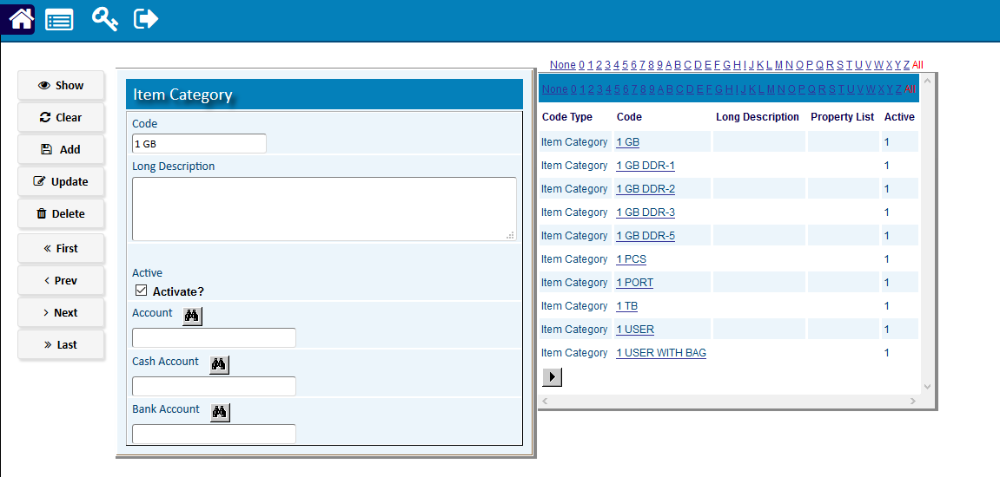 Show
Clear
Add
Update
Delete
First
Prev
Next
Last
Item Category
Code
1 GB
Long Description
Active
Activate?
Account
Cash Account
Bank Account
None 0 1 2 3 4 5 6 7 8 9 A B C D E F G H I J K L M N O P Q R S T U V W X Y Z All
None 0 1 2 3 4 5 6 7 8 9 A B C D E F G H I J K L M N O P Q R S T U V W X Y Z All
Code Type Code Long Description Property List Active
Item Category 1 GB 1
Item Category 1 GB DDR-1 1
Item Category 1 GB DDR-2 1
Item Category 1 GB DDR-3 1
Item Category 1 GB DDR-5 1
Item Category 1 PCS 1
Item Category 1 PORT 1
Item Category 1 TB 1
Item Category 1 USER 1
Item Category 1 USER WITH BAG 1